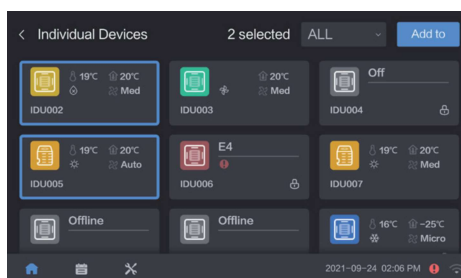 Individual Devices 2 selected ALL Add to
19℃ 20℃
Med
IDU002
20℃
Med
IDU003
Off
IDU004
19℃ 20℃
Auto
IDU005
E4
IDU006
19℃ 20℃
Med
IDU007
Offline
Offline
16℃ -25℃
Micro
2021-09-24 02:06 PM